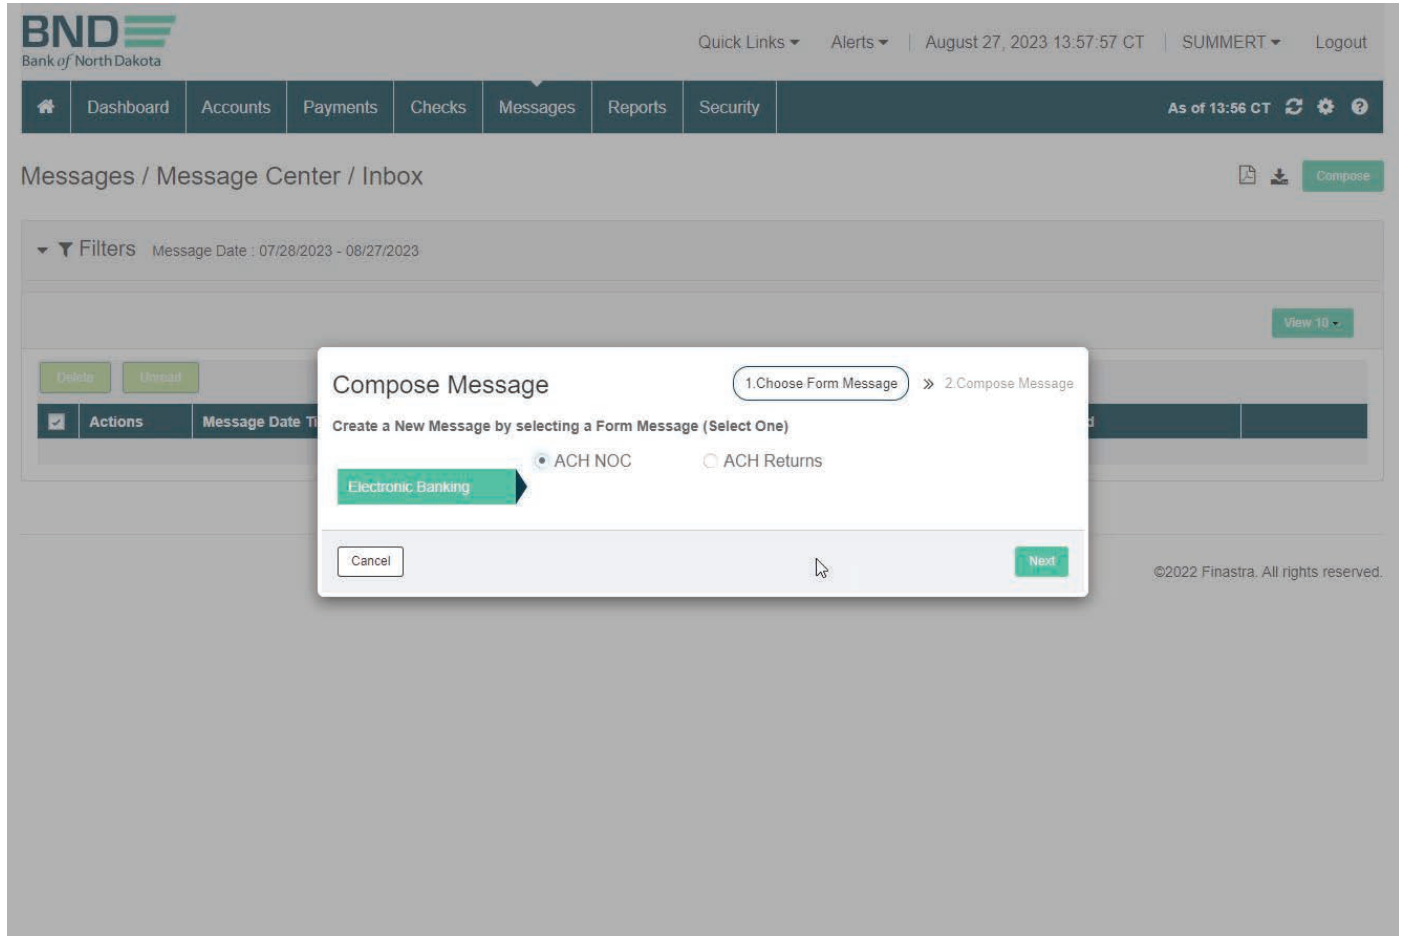 BND
Bank of North Dakota
Quick Links
Alerts
August 27, 2023 13:57:57 CT
SUMMERT
Logout
Dashboard
Accounts
Payments
Checks
Messages
Reports
Security
As of 13:56 CT
Messages / Message Center / Inbox
Compose
Filters
Message Date : 07/28/2023 - 08/27/2023
View 10
Delete
Unread
Actions
Message Date Ti
d
Compose Message
1.Choose Form Message
» 2.Compose Message
Create a New Message by selecting a Form Message (Select One)
ACH NOC
ACH Returns
Electronic Banking
Cancel
Next
©2022 Finastra. All rights reserved.